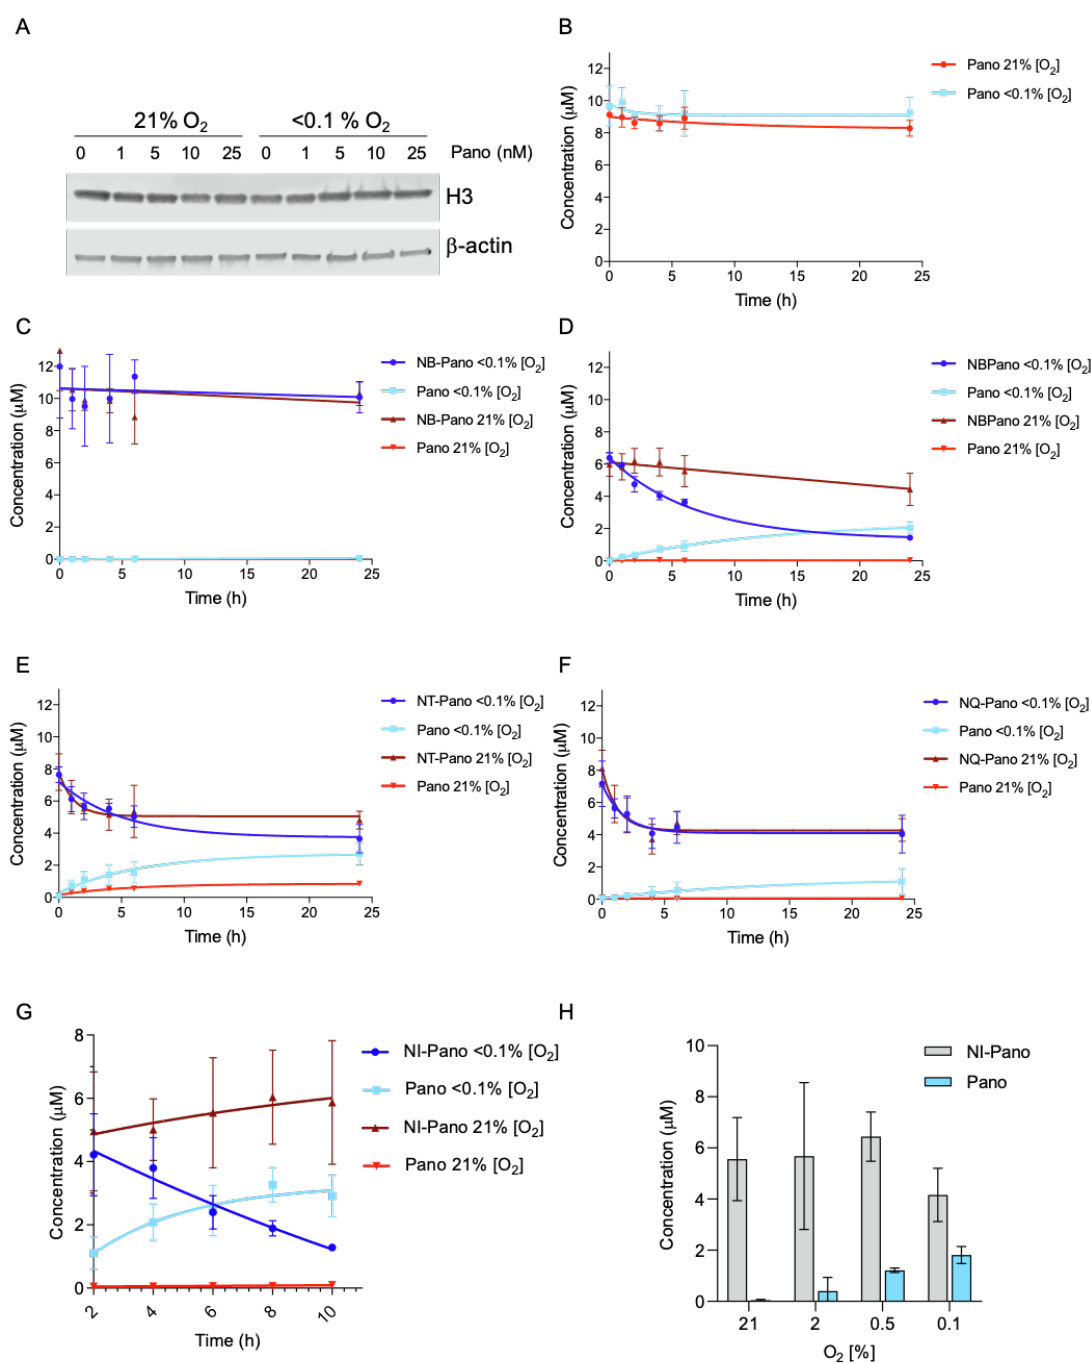 A
21% O2 <0.1 % O2
0 1 5 10 25 0 1 5 10 25 Pano (nM)
H3
β-actin
B
Pano 21% [O2]
Pano <0.1% [O2]
Concentration (μM)
12
10
8
6
4
2
0
0 5 10 15 20 25
Time (h)
C
NB-Pano <0.1% [O2]
Pano <0.1% [O2]
NB-Pano 21% [O2]
Pano 21% [O2]
Concentration (μM)
12
10
8
6
4
2
0
0 5 10 15 20 25
Time (h)
D
NBPano <0.1% [O2]
Pano <0.1% [O2]
NBPano 21% [O2]
Pano 21% [O2]
Concentration (μM)
12
10
8
6
4
2
0
0 5 10 15 20 25
Time (h)
E
NT-Pano <0.1% [O2]
Pano <0.1% [O2]
NT-Pano 21% [O2]
Pano 21% [O2]
Concentration (μM)
12
10
8
6
4
2
0
0 5 10 15 20 25
Time (h)
F
NQ-Pano <0.1% [O2]
Pano <0.1% [O2]
NQ-Pano 21% [O2]
Pano 21% [O2]
Concentration (μM)
12
10
8
6
4
2
0
0 5 10 15 20 25
Time (h)
G
NI-Pano <0.1% [O2]
Pano <0.1% [O2]
NI-Pano 21% [O2]
Pano 21% [O2]
Concentration (μM)
8
6
4
2
0
2 4 6 8 10
Time (h)
H
NI-Pano
Pano
Concentration (μM)
10
8
6
4
2
0
21 2 0.5 0.1
O2 [%]